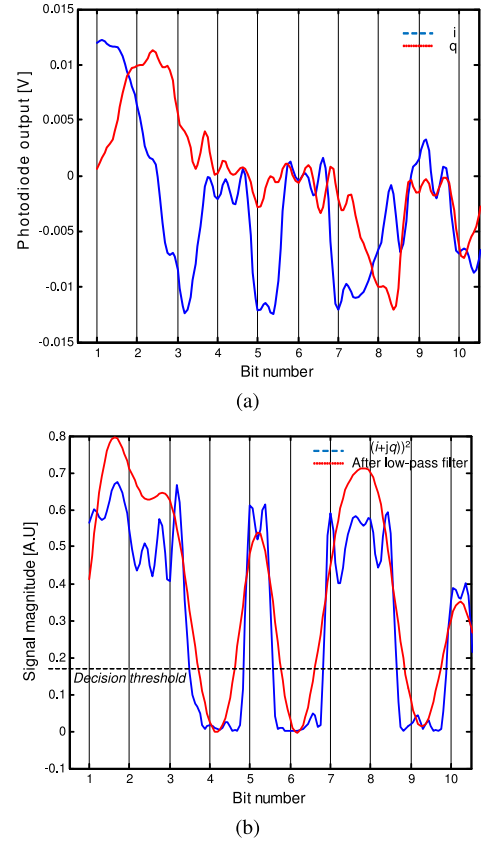 0.015
0.01
0.005
0
-0.005
-0.01
-0.015
Photodiode output [V]
i
q
1 2 3 4 5 6 7 8 9 10
Bit number
(a)
0.8
0.7
0.6
0.5
0.4
0.3
0.2
0.1
0
-0.1
Signal magnitude [A.U]
(i+jq))²
After low-pass filter
Decision threshold
1 2 3 4 5 6 7 8 9 10
Bit number
(b)